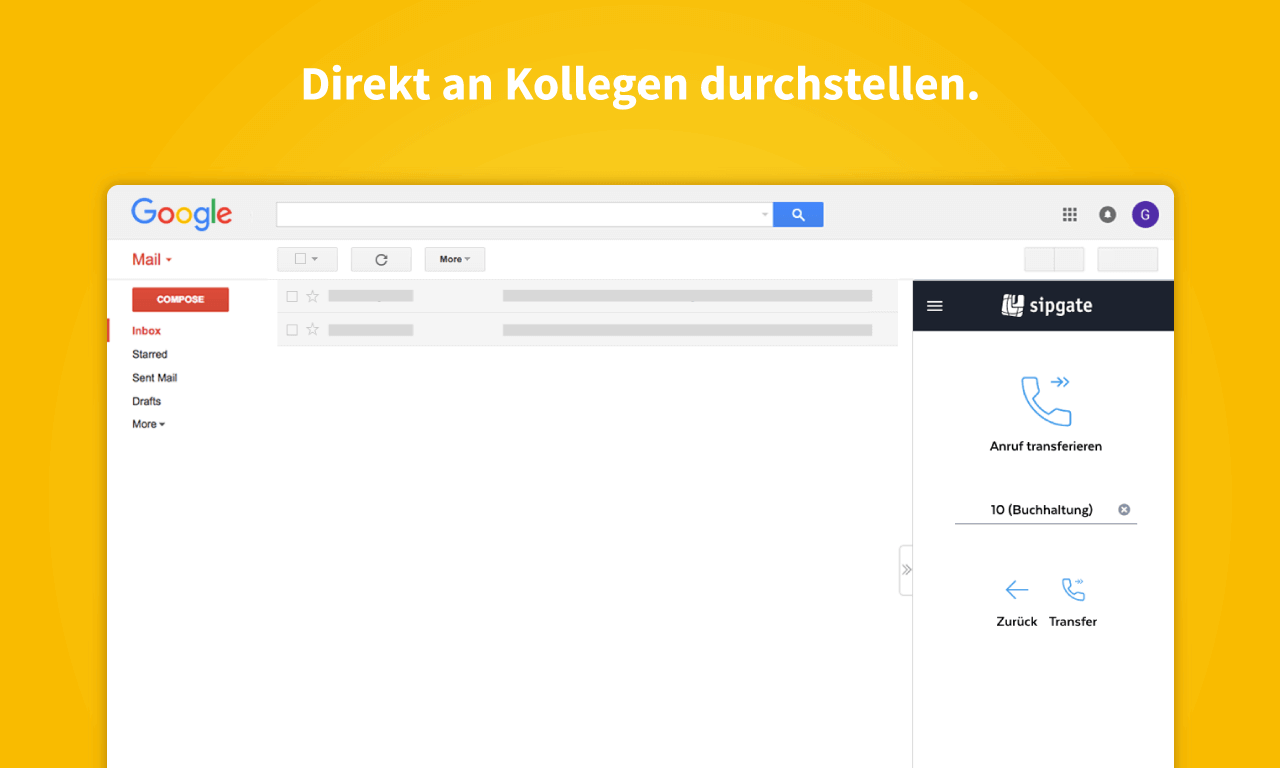 Direkt an Kollegen durchstellen.
Google
G
Mail
More
COMPOSE
Inbox
Starred
Sent Mail
Drafts
More
sipgate
Anruf transferieren
10 (Buchhaltung)
Zurück Transfer